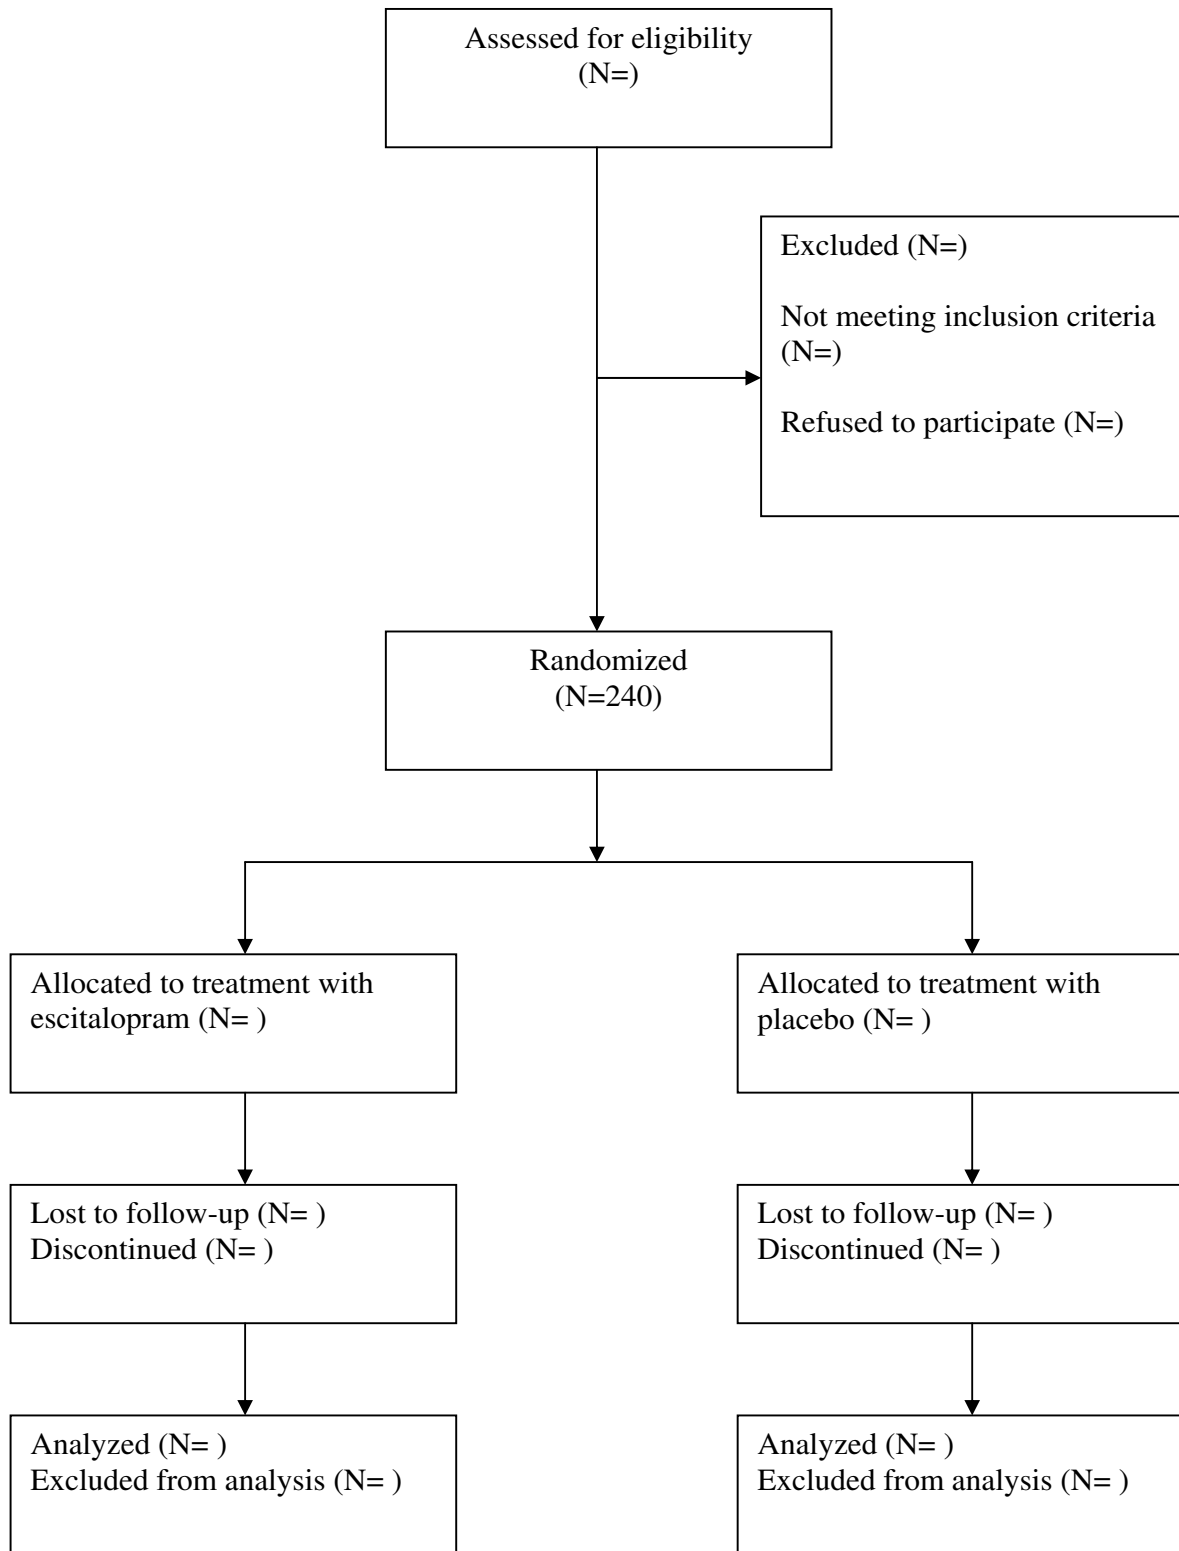 Assessed for eligibility
(N=)
Excluded (N=)
Not meeting inclusion criteria
(N=)
Refused to participate (N=)
Randomized
(N=240)
Allocated to treatment with
escitalopram (N= )
Allocated to treatment with
placebo (N= )
Lost to follow-up (N= )
Discontinued (N= )
Lost to follow-up (N= )
Discontinued (N= )
Analyzed (N= )
Excluded from analysis (N= )
Analyzed (N= )
Excluded from analysis (N= )